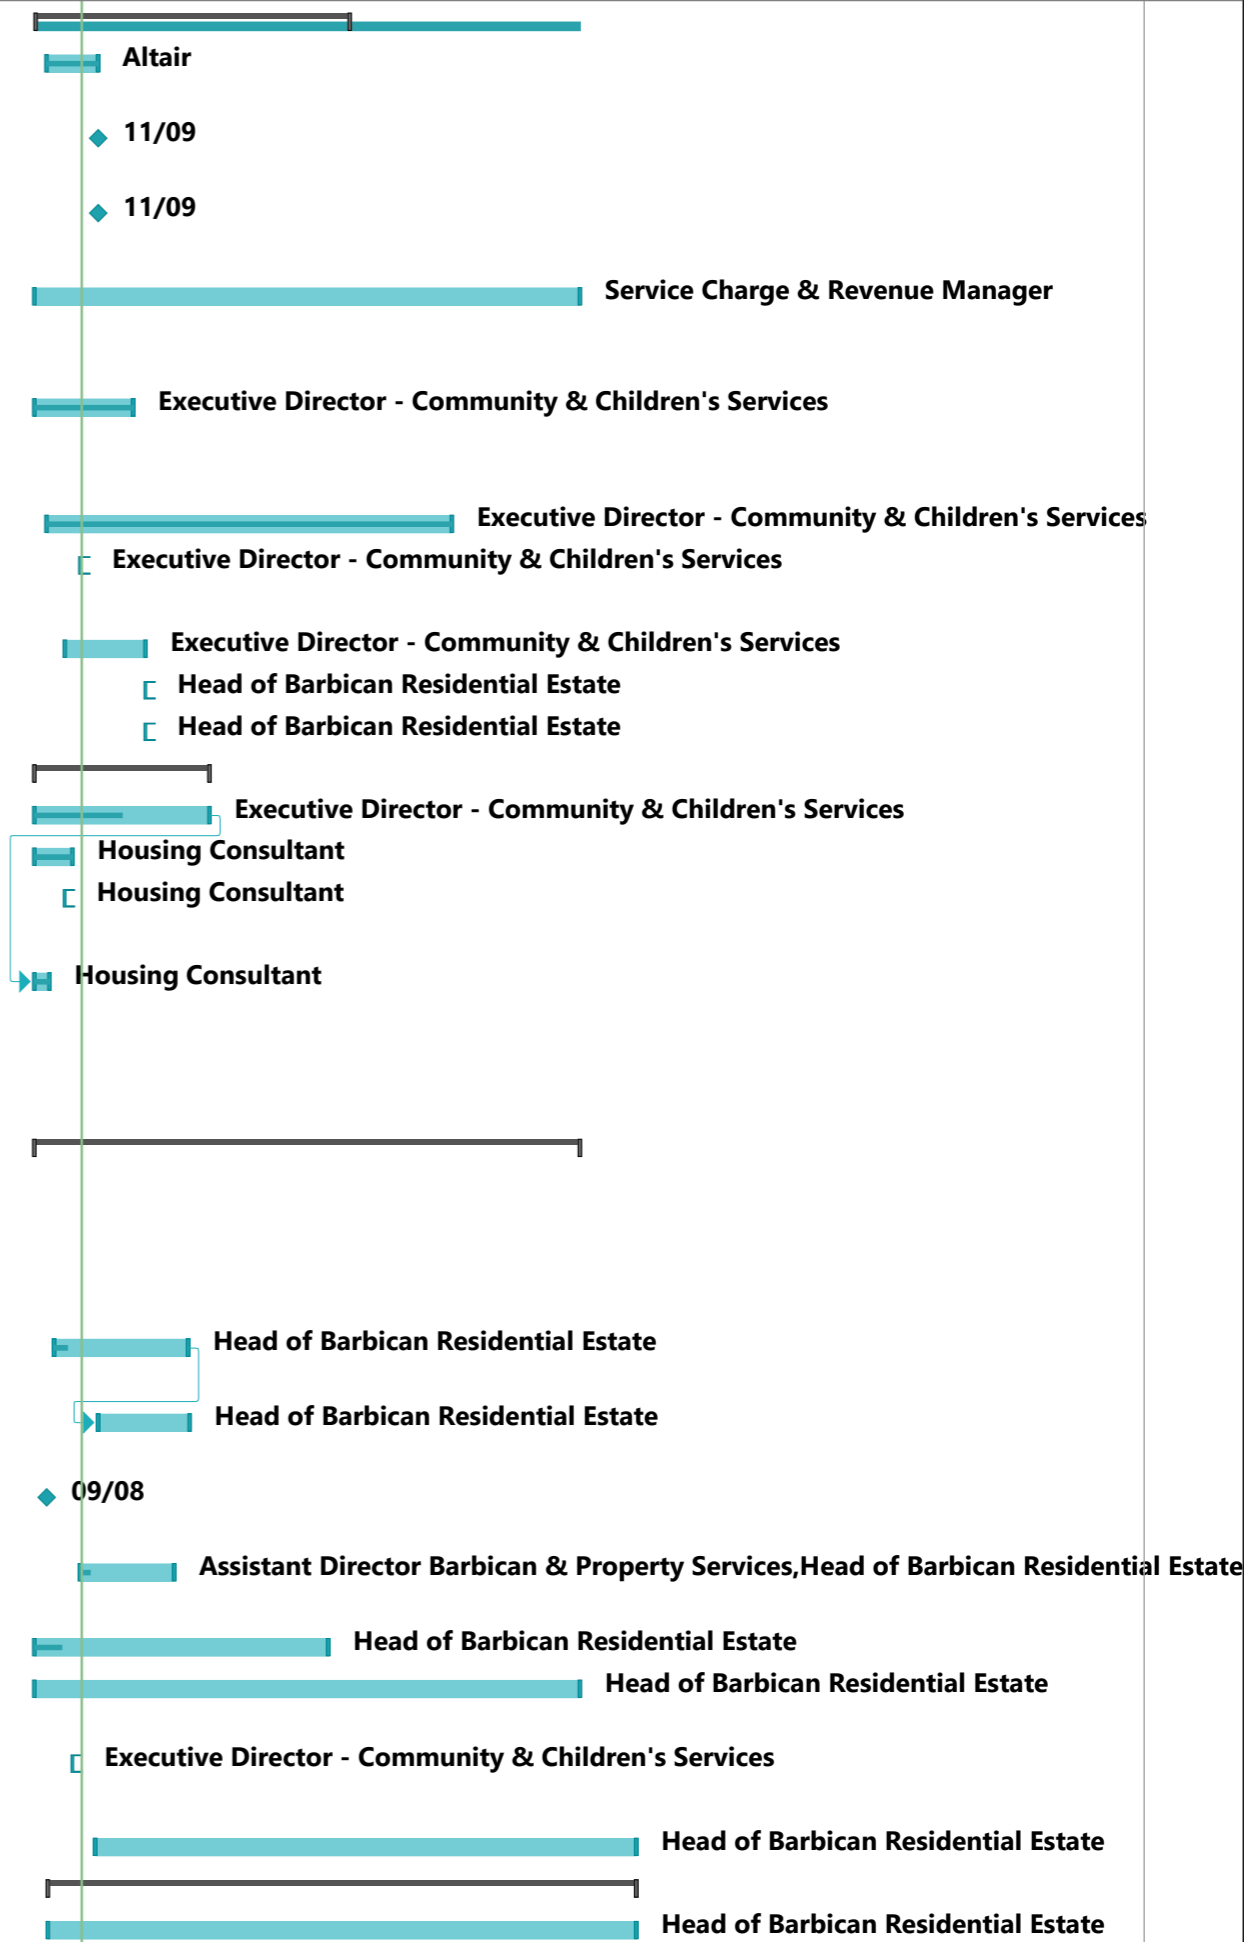 Altair
11/09
11/09
Service Charge & Revenue Manager
Executive Director - Community & Children's Services
Executive Director - Community & Children's Services
Executive Director - Community & Children's Services
Executive Director - Community & Children's Services
Head of Barbican Residential Estate
Head of Barbican Residential Estate
Executive Director - Community & Children's Services
Housing Consultant
Housing Consultant
Housing Consultant
Head of Barbican Residential Estate
Head of Barbican Residential Estate
09/08
Assistant Director Barbican & Property Services,Head of Barbican Residential Estate
Head of Barbican Residential Estate
Head of Barbican Residential Estate
Executive Director - Community & Children's Services
Head of Barbican Residential Estate
Head of Barbican Residential Estate